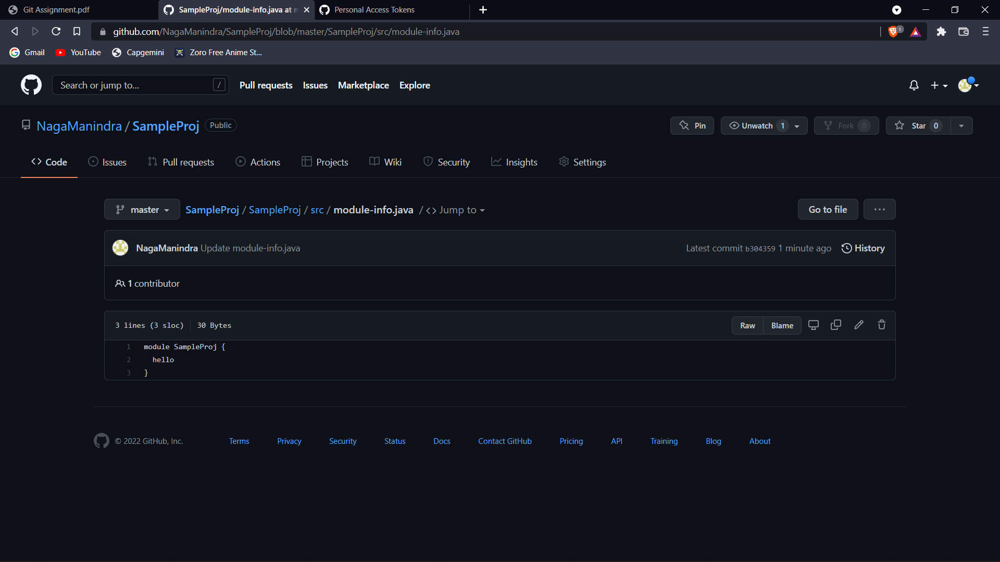 Git Assignment.pdf
SampleProj/module-info.java at m
Personal Access Tokens
github.com/NagaManindra/SampleProj/blob/master/SampleProj/src/module-info.java
1
Gmail
YouTube
Capgemini
Zoro Free Anime St...
Search or jump to...
/
Pull requests
Issues
Marketplace
Explore
NagaManindra / SampleProj
Public
Pin
Unwatch 1
Fork 0
Star 0
Code
Issues
Pull requests
Actions
Projects
Wiki
Security
Insights
Settings
master
SampleProj / SampleProj / src / module-info.java / <> Jump to
Go to file
...
NagaManindra Update module-info.java
Latest commit b304359 1 minute ago
History
1 contributor
3 lines (3 sloc)
30 Bytes
Raw
Blame
1 module SampleProj {
2 hello
3 }
© 2022 GitHub, Inc.
Terms
Privacy
Security
Status
Docs
Contact GitHub
Pricing
API
Training
Blog
About